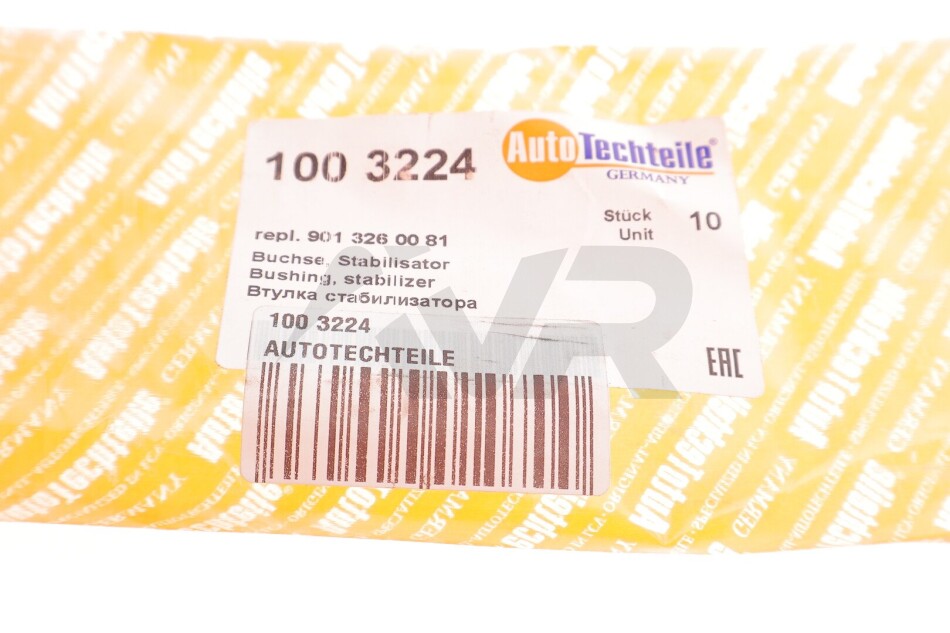 100 3224
AutoTechteile®
GERMANY
Stück 10
Unit
repl. 901 326 00 81
Buchse, Stabilisator
Bushing, stabilizer
Втулка стабилизатора
EAC
100 3224
AUTOTECHTEILE